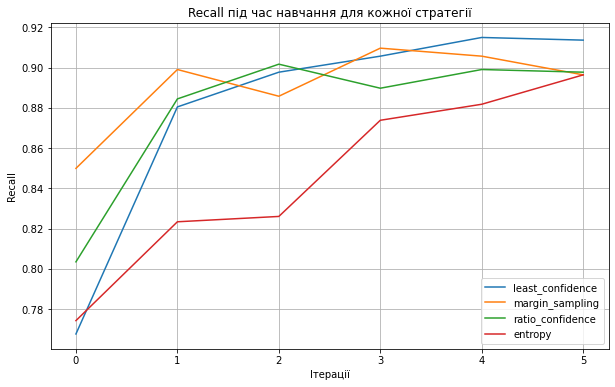 Recall під час навчання для кожної стратегії
0.92
0.90
0.88
0.86
0.84
0.82
0.80
0.78
Recall
0 1 2 3 4 5
Ітерації
least_confidence
margin_sampling
ratio_confidence
entropy